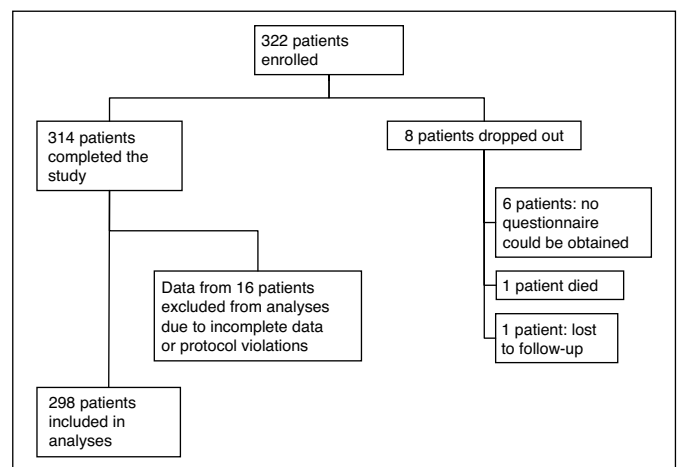 322 patients
enrolled
314 patients
completed the
study
8 patients dropped out
6 patients: no
questionnaire
could be obtained
1 patient died
1 patient: lost
to follow-up
Data from 16 patients
excluded from analyses
due to incomplete data
or protocol violations
298 patients
included in
analyses